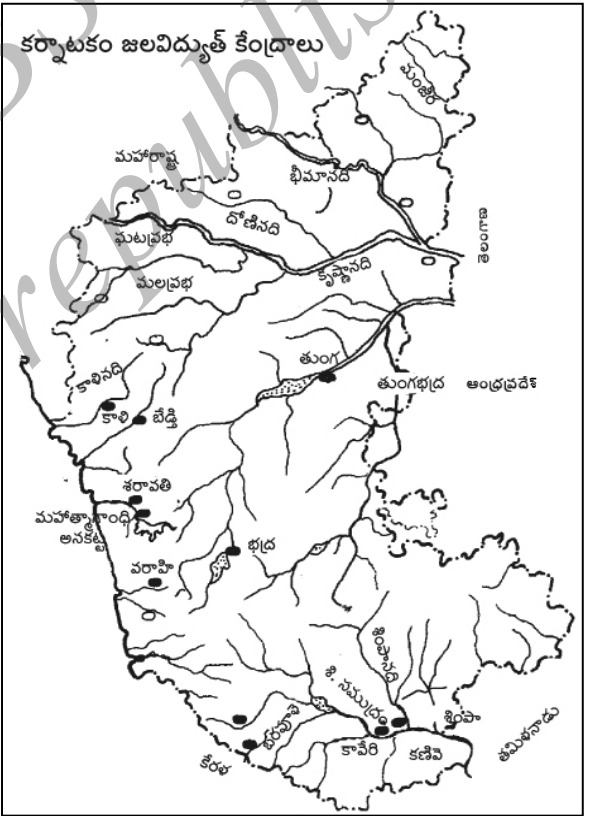 కర్నాటకం జలవిద్యుత్ కేంద్రాలు
మహారాష్ట్ర
భీమానది
దోణినది
ఘటప్రభ
కృష్ణానది
మలప్రభ
తెలంగాణ
తుంగ
తుంగభద్ర ఆంధ్రప్రదేశ్
కాళినది
కాళి
బేడ్తి
శరావతి
మహాత్మాగాంధి
అనకట్ట
భద్ర
వరాహి
శి. సముద్రం
శింషా
కావేరి
కణివె
కేరళ
తమిళనాడు
republis